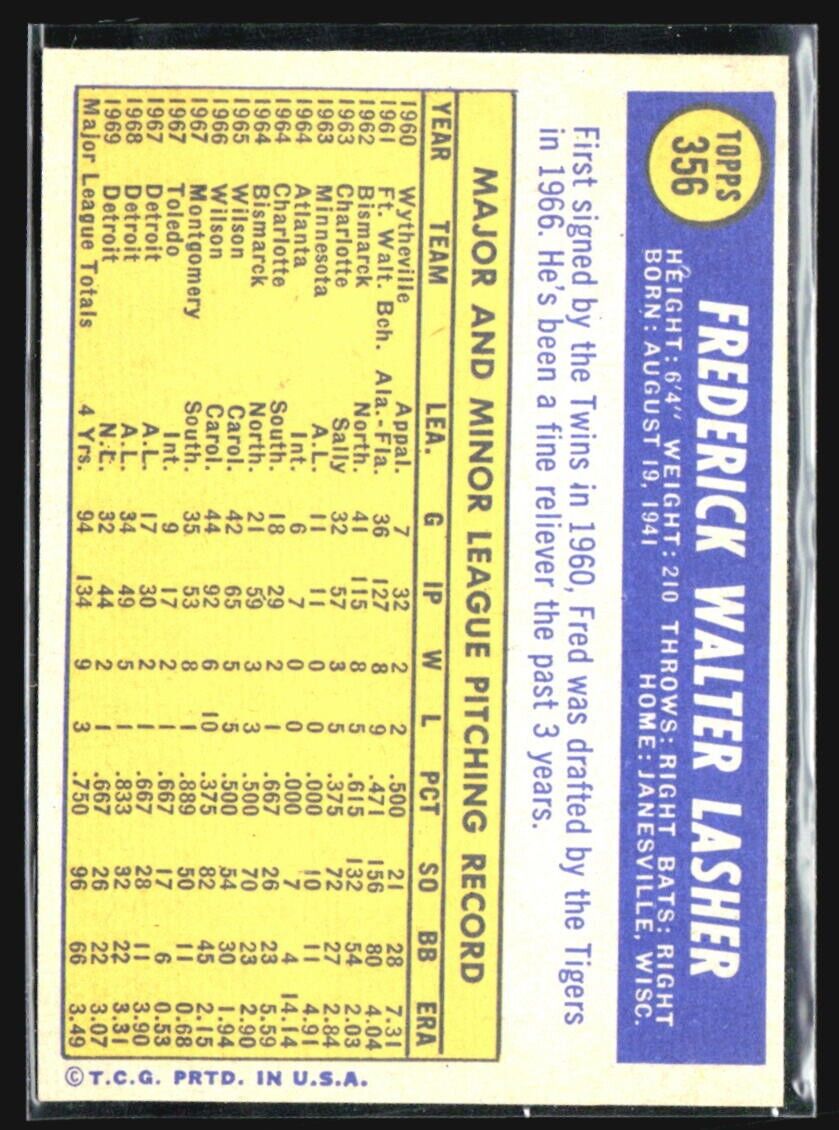 TOPPS
356
FREDERICK WALTER LASHER
HEIGHT: 6'4" WEIGHT: 210 THROWS: RIGHT BATS: RIGHT
BORN: AUGUST 19, 1941 HOME: JANESVILLE, WISC.
First signed by the Twins in 1960, Fred was drafted by the Tigers
in 1966. He's been a fine reliever the past 3 years.
MAJOR AND MINOR LEAGUE PITCHING RECORD
YEAR TEAM LEA. G IP W L PCT SO BB ERA
1960 Wytheville Appal. 7 32 2 2 .500 21 28 7.31
1961 Ft. Walt. Bch. Ala.-Fla. 36 127 8 9 .471 156 80 4.04
1962 Bismarck North. 41 115 8 5 .615 132 54 2.03
1963 Charlotte Sally 32 57 3 5 .375 72 27 2.84
1963 Minnesota A.L. 11 11 0 0 .000 10 11 4.91
1964 Atlanta Int. 6 7 0 0 .000 7 4 14.14
1964 Charlotte South. 18 29 2 1 .667 26 23 5.59
1964 Bismarck North. 21 59 3 3 .500 70 23 2.90
1965 Wilson Carol. 42 65 5 5 .500 54 30 1.94
1966 Wilson Carol. 44 92 6 10 .375 82 45 2.15
1967 Montgomery South. 35 53 8 1 .889 50 11 0.68
1967 Toledo Int. 9 17 2 1 .667 17 6 0.53
1967 Detroit A.L. 17 30 2 1 .667 28 11 3.90
1968 Detroit A.L. 34 49 5 1 .833 32 22 3.31
1969 Detroit N.L. 32 44 2 1 .667 26 22 3.07
Major League Totals 4 Yrs. 94 134 9 3 .750 96 66 3.49
© T.C.G. PRTD. IN U.S.A.